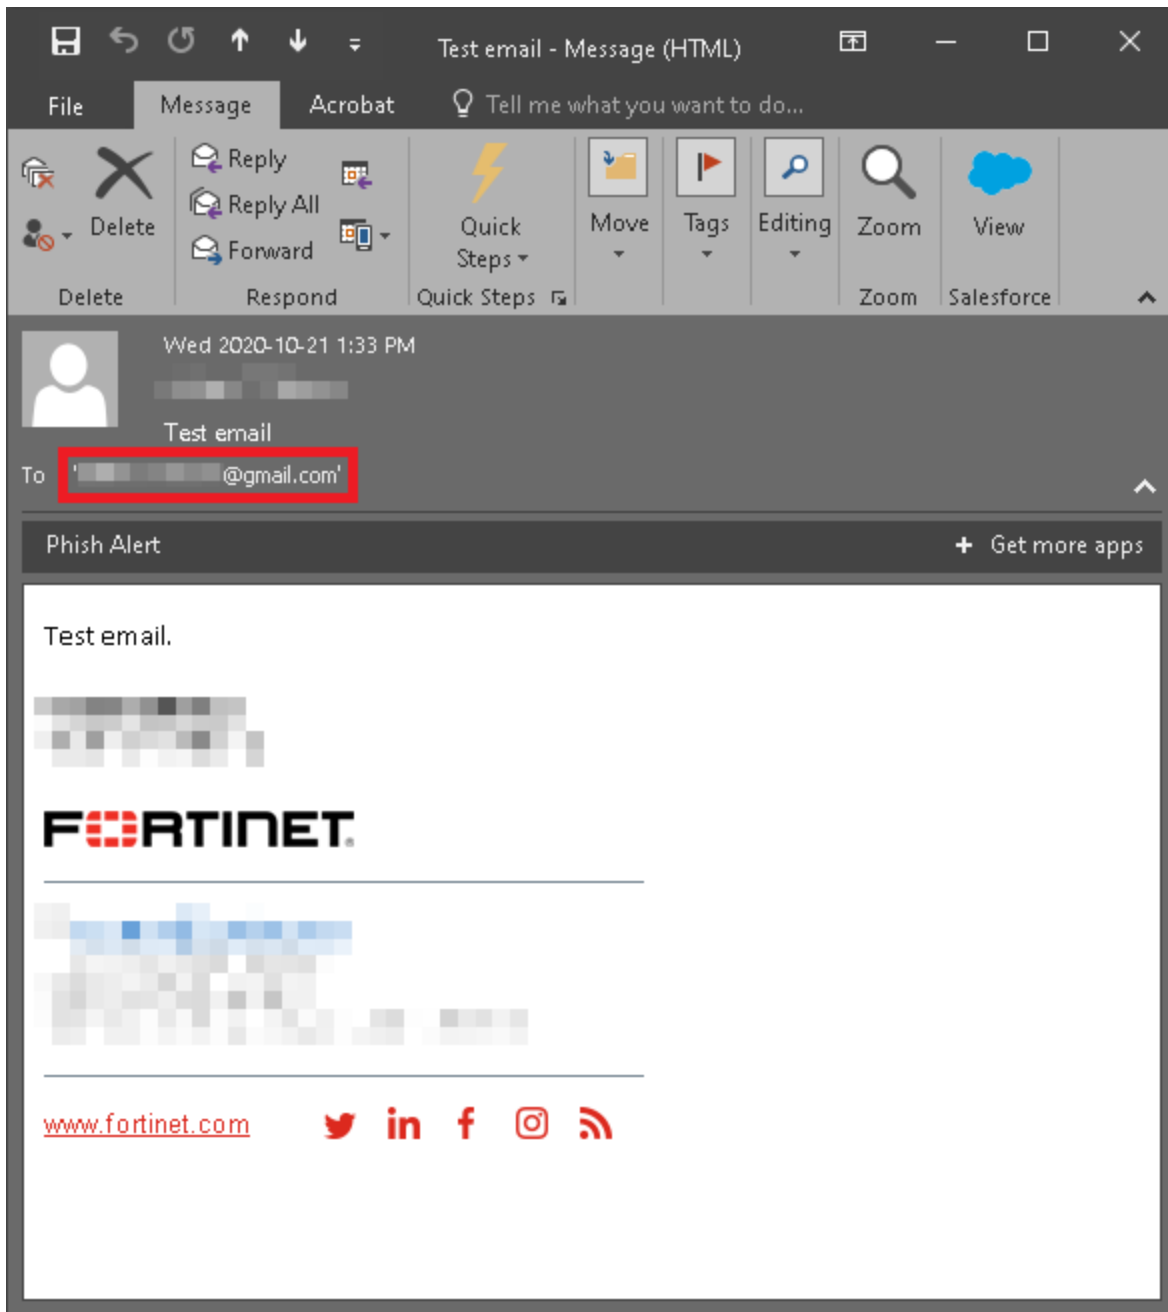 Test email - Message (HTML)
File Message Acrobat Tell me what you want to do...
Reply
Reply All
Forward
Delete
Quick
Steps
Move
Tags
Editing
Zoom
View
Delete
Respond
Quick Steps
Zoom
Salesforce
Wed 2020-10-21 1:33 PM
Test email
To ' @gmail.com'
Phish Alert
+ Get more apps
Test email.
FORTINET
www.fortinet.com